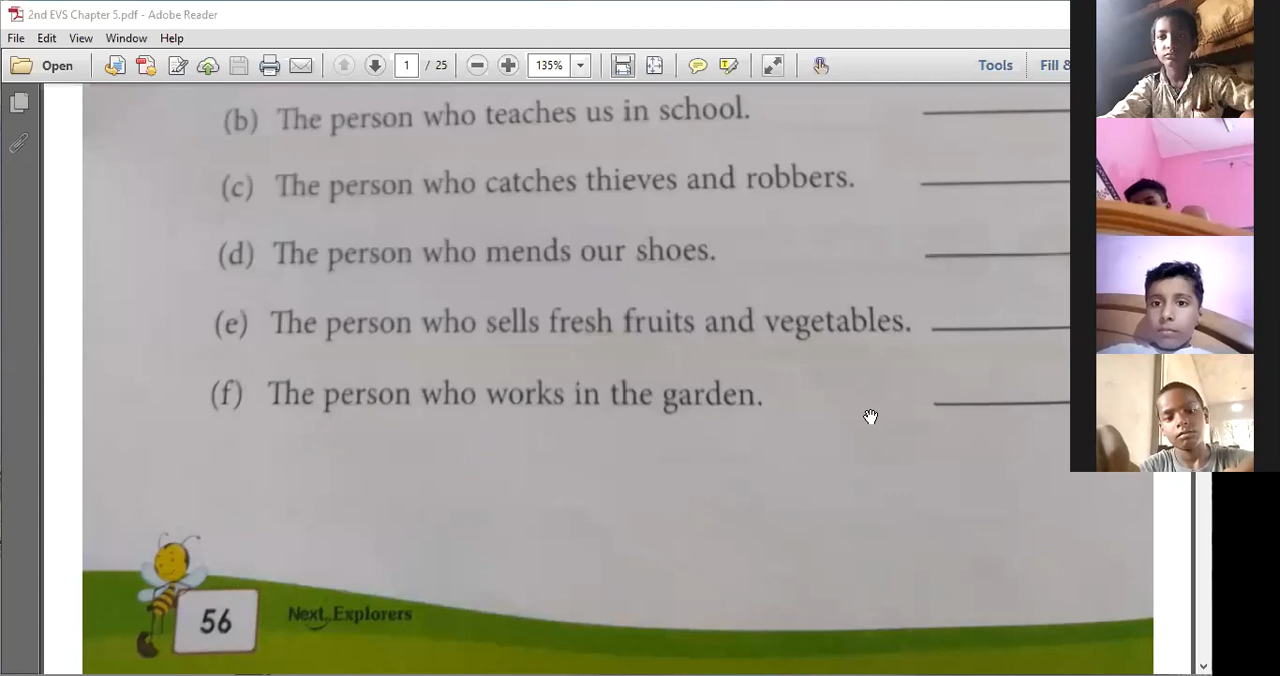 2nd EVS Chapter 5.pdf - Adobe Reader
File Edit View Window Help
Open 1 / 25 135% Tools Fill &
(b) The person who teaches us in school.
(c) The person who catches thieves and robbers.
(d) The person who mends our shoes.
(e) The person who sells fresh fruits and vegetables.
(f) The person who works in the garden.
56 Next Explorers